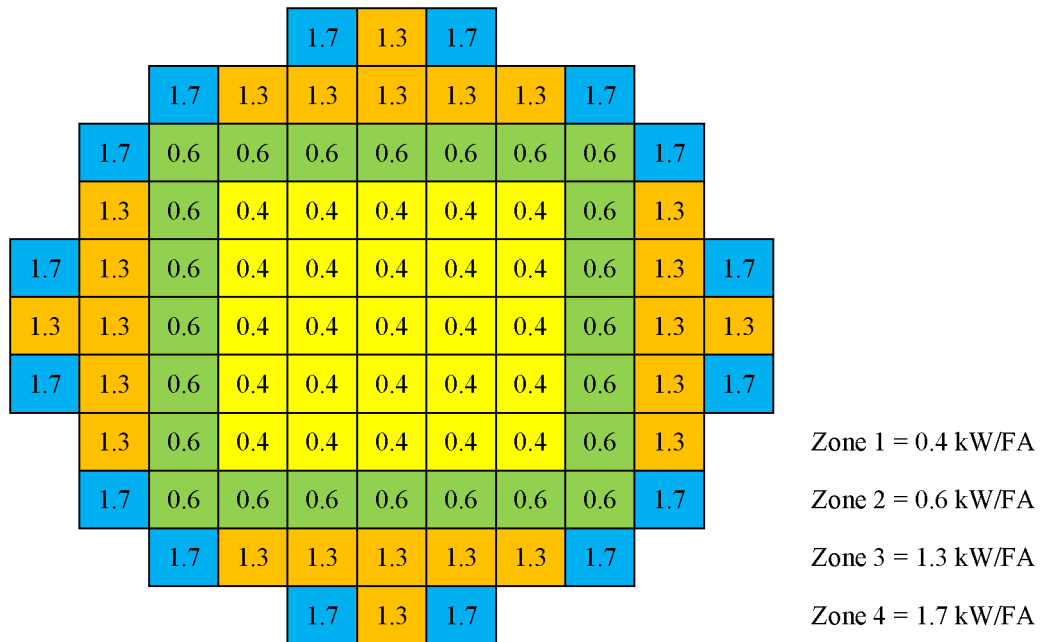 1.7 1.3 1.7
1.7 1.3 1.3 1.3 1.3 1.3 1.7
1.7 0.6 0.6 0.6 0.6 0.6 0.6 0.6 1.7
1.3 0.6 0.4 0.4 0.4 0.4 0.4 0.6 1.3
1.7 1.3 0.6 0.4 0.4 0.4 0.4 0.4 0.6 1.3 1.7
1.3 1.3 0.6 0.4 0.4 0.4 0.4 0.4 0.6 1.3 1.3
1.7 1.3 0.6 0.4 0.4 0.4 0.4 0.4 0.6 1.3 1.7
1.3 0.6 0.4 0.4 0.4 0.4 0.4 0.6 1.3
1.7 0.6 0.6 0.6 0.6 0.6 0.6 0.6 1.7
1.7 1.3 1.3 1.3 1.3 1.3 1.7
1.7 1.3 1.7
Zone 1 = 0.4 kW/FA
Zone 2 = 0.6 kW/FA
Zone 3 = 1.3 kW/FA
Zone 4 = 1.7 kW/FA